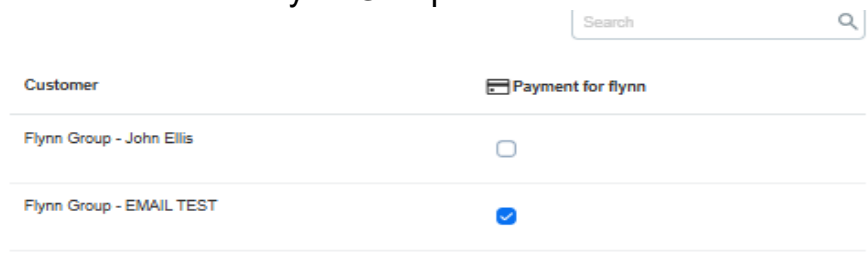 Search
Customer Payment for flynn
Flynn Group - John Ellis
Flynn Group - EMAIL TEST